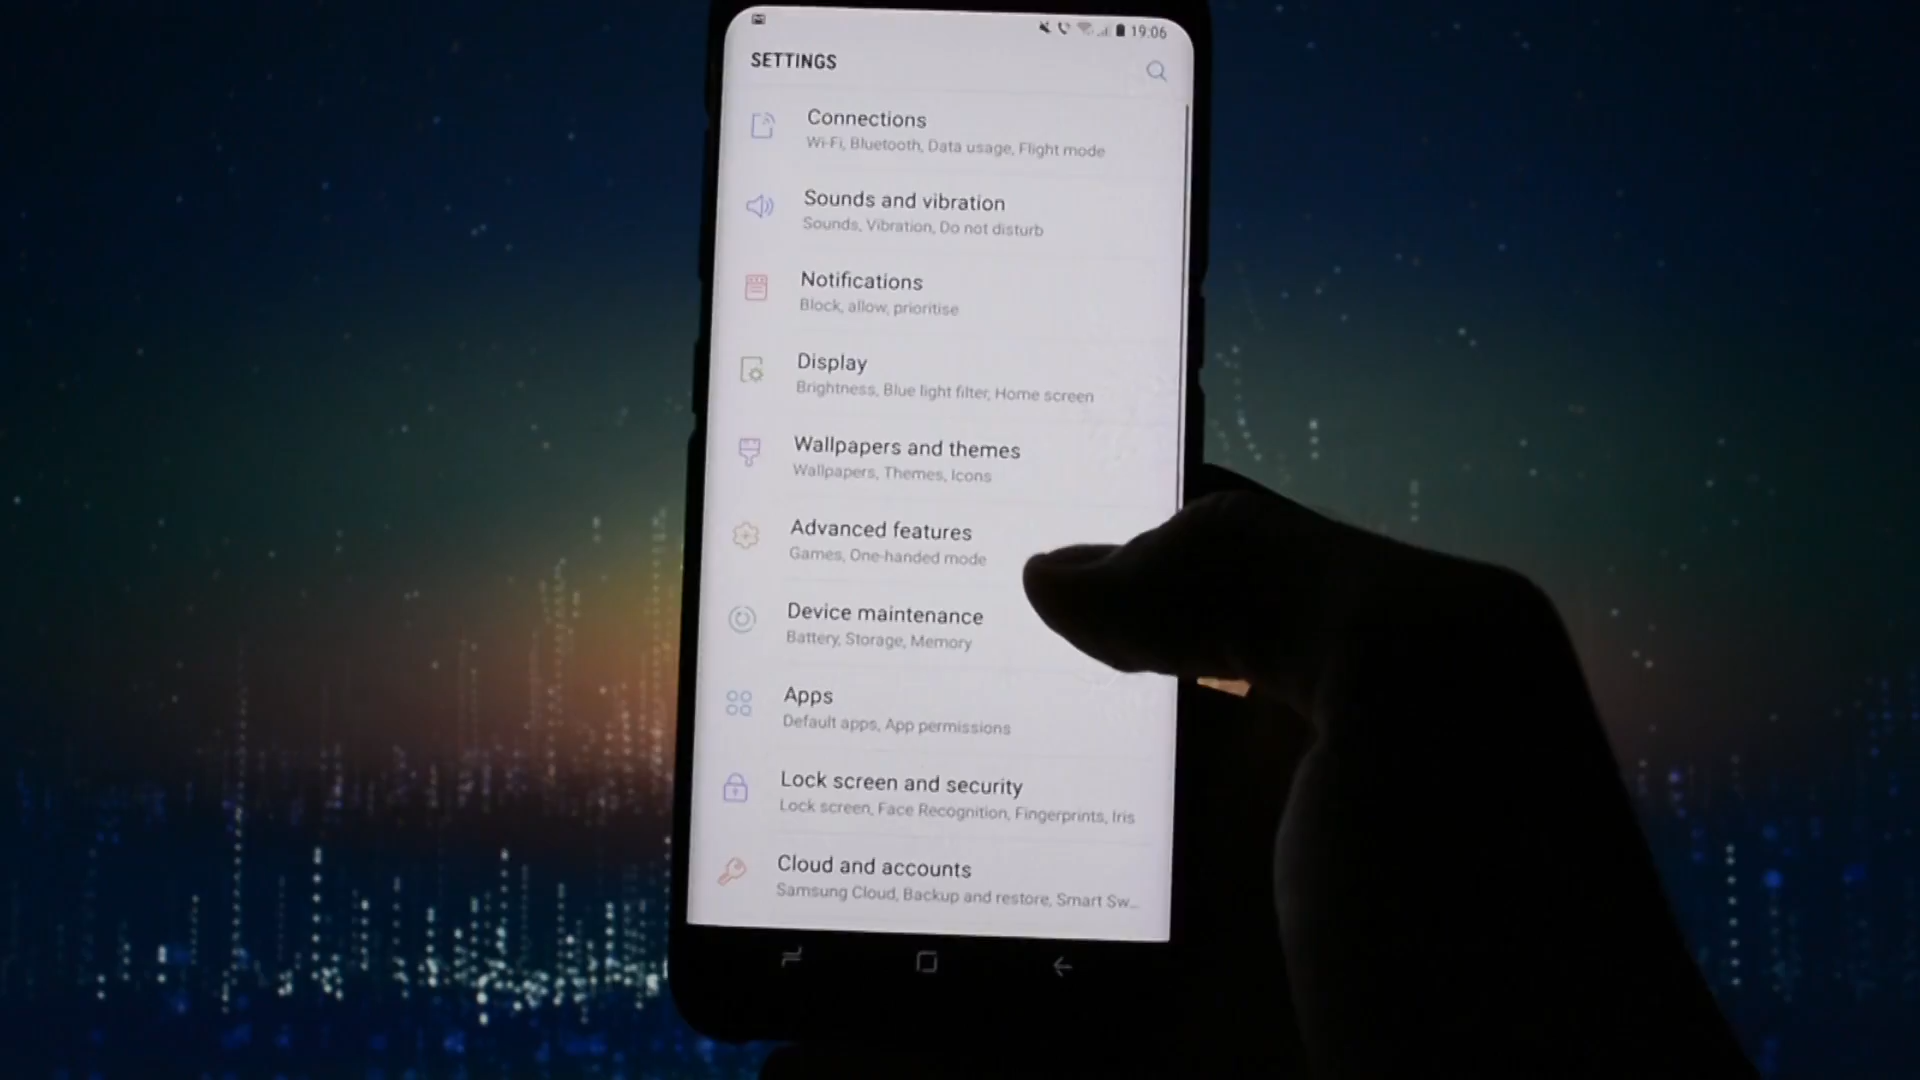 19:06
SETTINGS
Connections
Wi-Fi, Bluetooth, Data usage, Flight mode
Sounds and vibration
Sounds, Vibration, Do not disturb
Notifications
Block, allow, prioritise
Display
Brightness, Blue light filter, Home screen
Wallpapers and themes
Wallpapers, Themes, Icons
Advanced features
Games, One-handed mode
Device maintenance
Battery, Storage, Memory
Apps
Default apps, App permissions
Lock screen and security
Lock screen, Face Recognition, Fingerprints, Iris
Cloud and accounts
Samsung Cloud, Backup and restore, Smart Sw...